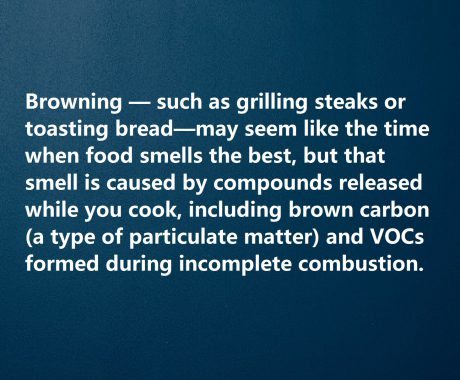 Browning — such as grilling steaks or
toasting bread—may seem like the time
when food smells the best, but that
smell is caused by compounds released
while you cook, including brown carbon
(a type of particulate matter) and VOCs
formed during incomplete combustion.